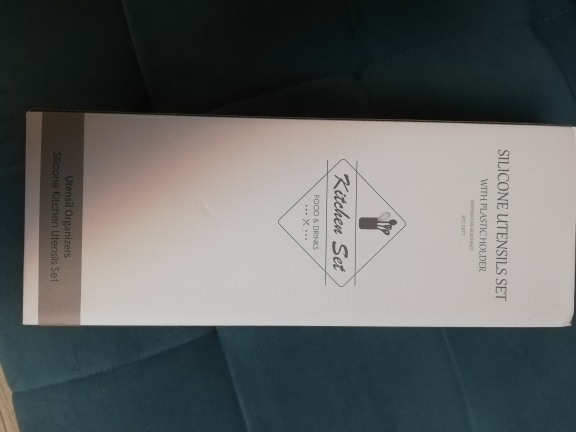 SILICONE UTENSILS SET
WITH PLASTIC HOLDER
Kitchen Set
FOOD & DRINKS
Utensil Organizers
Silicone Kitchen Utensils Set